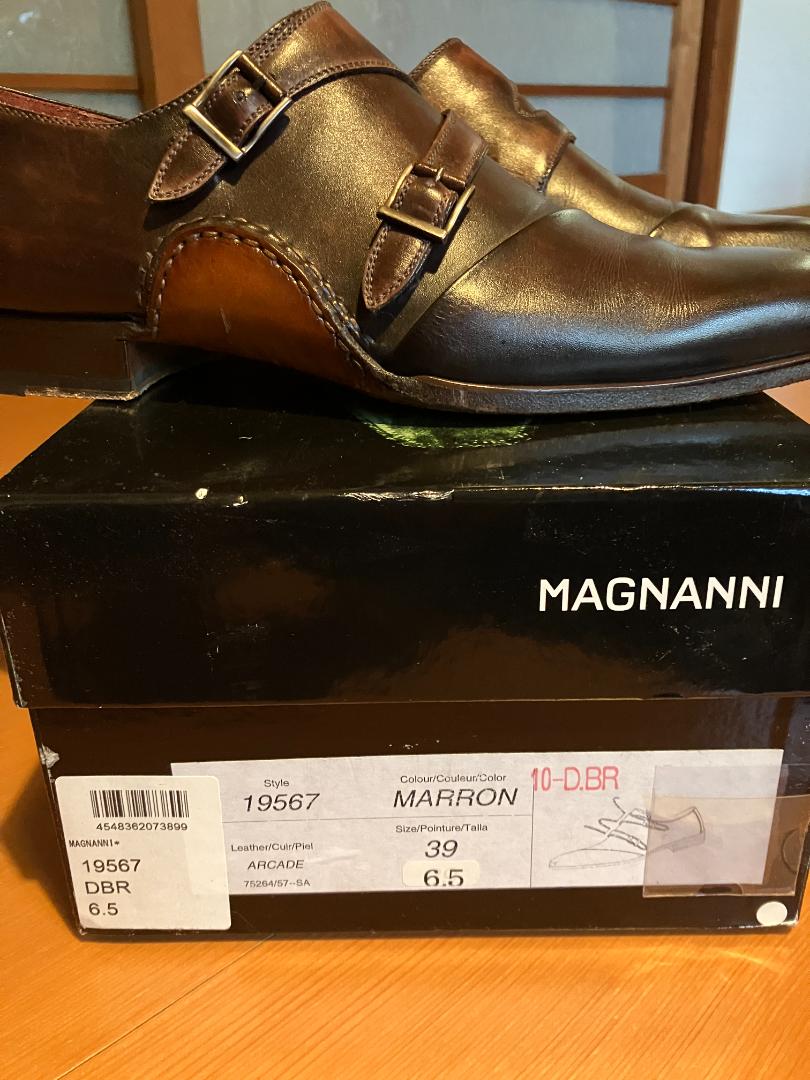 MAGNANNI
Style
19567
Colour/Couleur/Color
MARRON
10-D.BR
Leather/Cuir/Piel
ARCADE
75264/57--SA
Size/Pointure/Talla
39
6.5
4548362073899
MAGNANNI*
19567
DBR
6.5